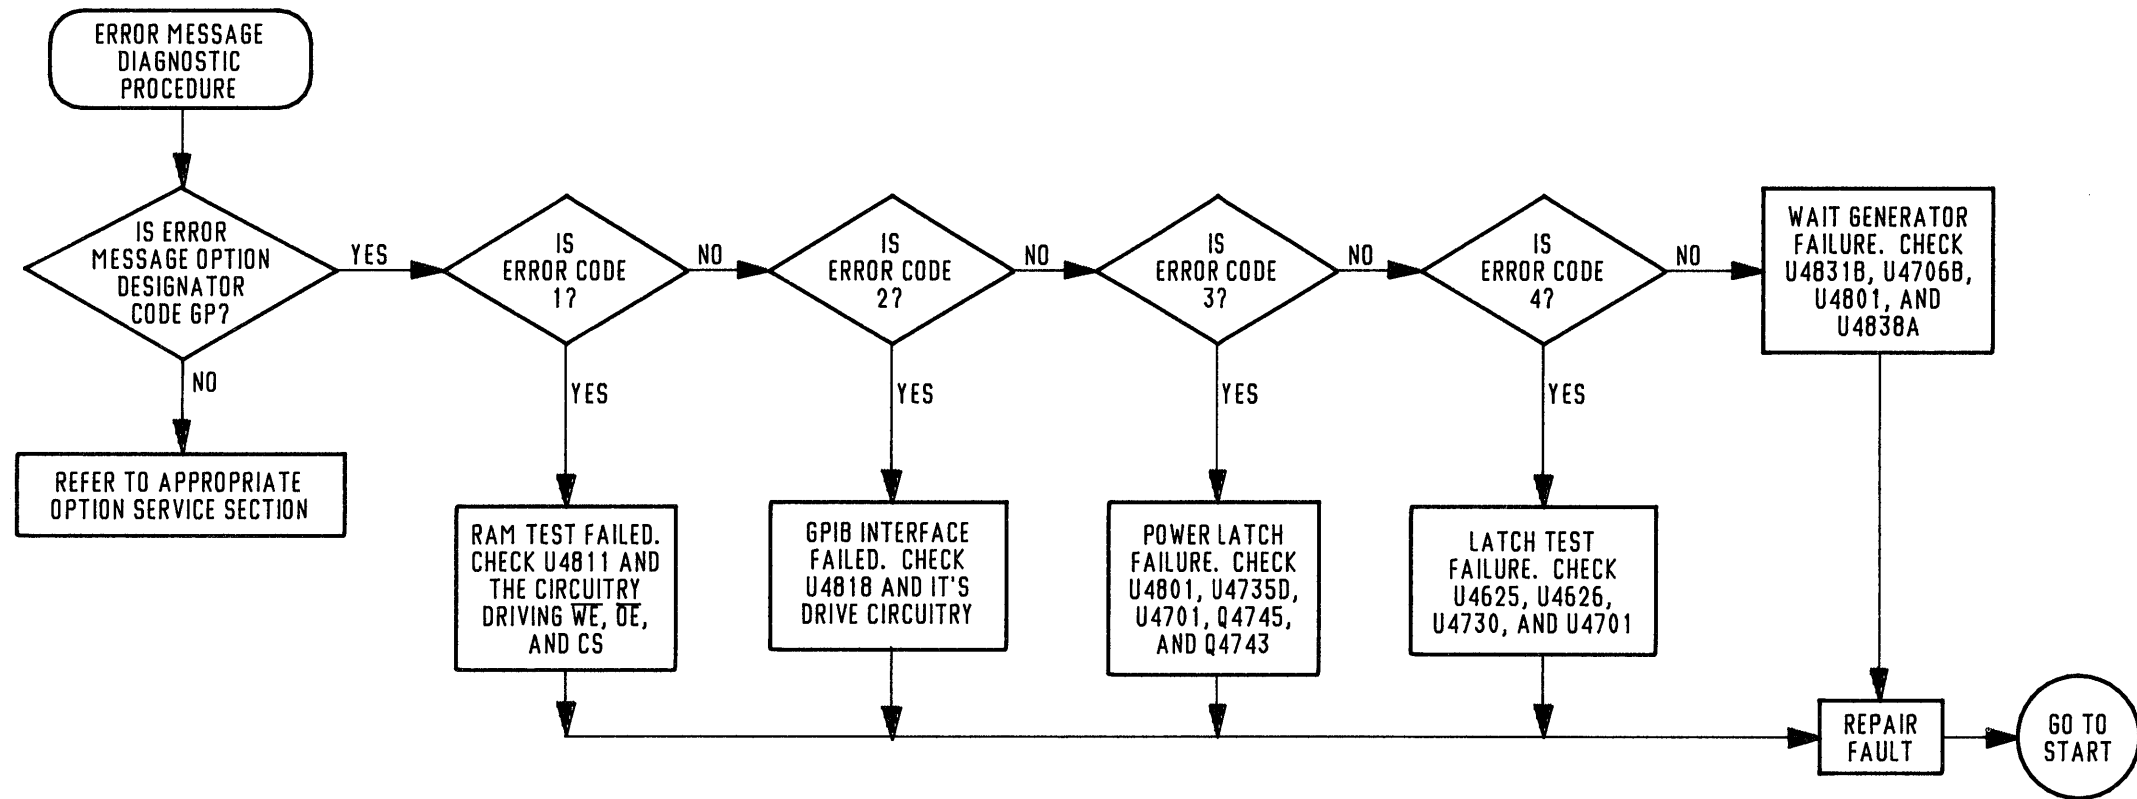 ERROR MESSAGE
DIAGNOSTIC
PROCEDURE
IS ERROR
MESSAGE OPTION
DESIGNATOR
CODE GP?
YES
NO
REFER TO APPROPRIATE
OPTION SERVICE SECTION
IS
ERROR CODE
1?
NO
YES
RAM TEST FAILED.
CHECK U4811 AND
THE CIRCUITRY
DRIVING W̅E̅, O̅E̅,
AND CS
IS
ERROR CODE
2?
NO
YES
GPIB INTERFACE
FAILED. CHECK
U4818 AND IT'S
DRIVE CIRCUITRY
IS
ERROR CODE
3?
NO
YES
POWER LATCH
FAILURE. CHECK
U4801, U4735D,
U4701, Q4745,
AND Q4743
IS
ERROR CODE
4?
NO
YES
LATCH TEST
FAILURE. CHECK
U4625, U4626,
U4730, AND U4701
WAIT GENERATOR
FAILURE. CHECK
U4831B, U4706B,
U4801, AND
U4838A
REPAIR
FAULT
GO TO
START